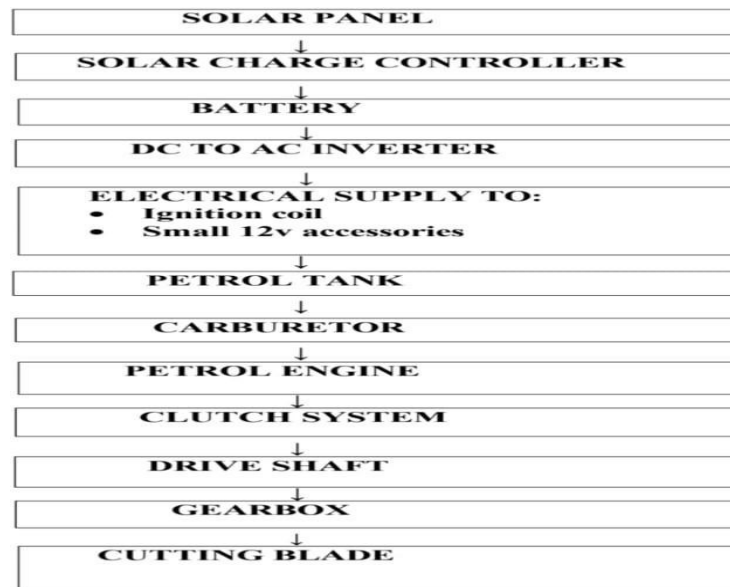 SOLAR PANEL
↓
SOLAR CHARGE CONTROLLER
↓
BATTERY
↓
DC TO AC INVERTER
↓
ELECTRICAL SUPPLY TO:
• Ignition coil
• Small 12v accessories
↓
PETROL TANK
↓
CARBURETOR
↓
PETROL ENGINE
↓
CLUTCH SYSTEM
↓
DRIVE SHAFT
↓
GEARBOX
↓
CUTTING BLADE